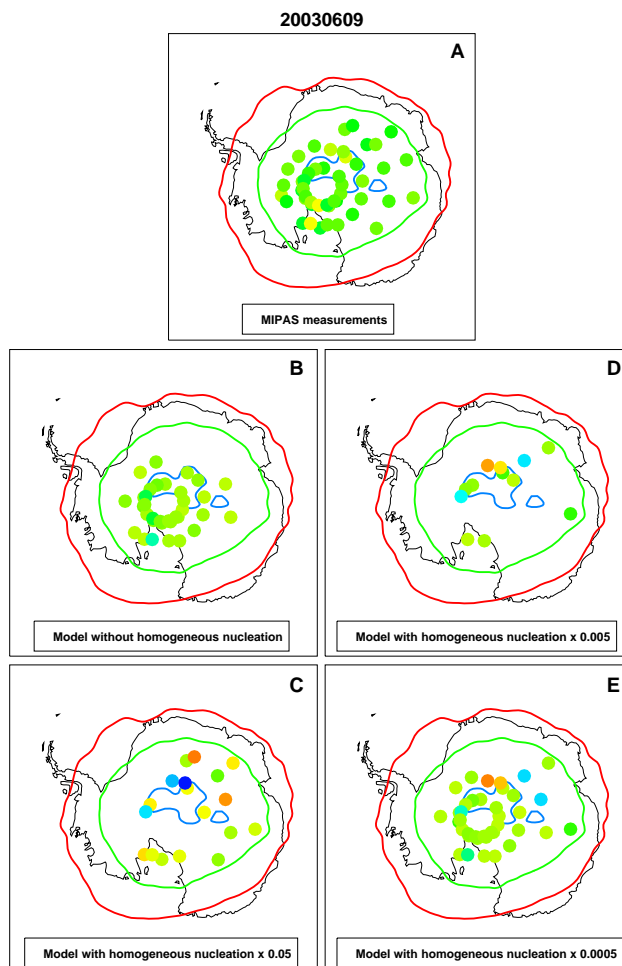 20030609
A
MIPAS measurements
B
Model without homogeneous nucleation
D
Model with homogeneous nucleation x 0.005
C
Model with homogeneous nucleation x 0.05
E
Model with homogeneous nucleation x 0.0005